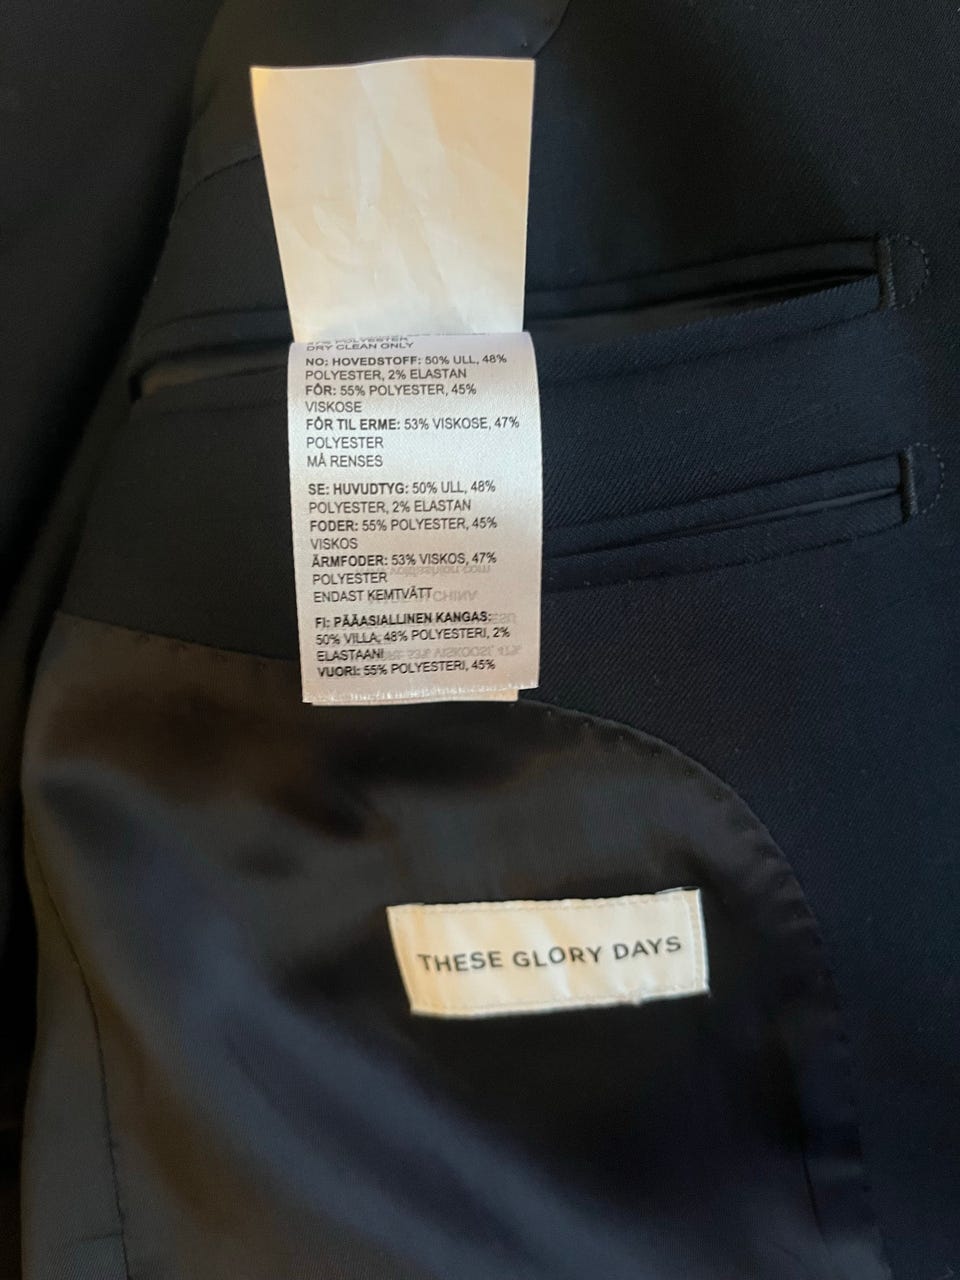 47% POLYESTER
DRY CLEAN ONLY
NO: HOVEDSTOFF: 50% ULL, 48%
POLYESTER, 2% ELASTAN
FÔR: 55% POLYESTER, 45%
VISKOSE
FÔR TIL ERME: 53% VISKOSE, 47%
POLYESTER
MÅ RENSES
SE: HUVUDTYG: 50% ULL, 48%
POLYESTER, 2% ELASTAN
FODER: 55% POLYESTER, 45%
VISKOS
ÄRMFODER: 53% VISKOS, 47%
POLYESTER
ENDAST KEMTVÄTT
FI: PÄÄASIALLINEN KANGAS:
50% VILLA, 48% POLYESTERI, 2%
ELASTAANI
VUORI: 55% POLYESTERI, 45%
THESE GLORY DAYS